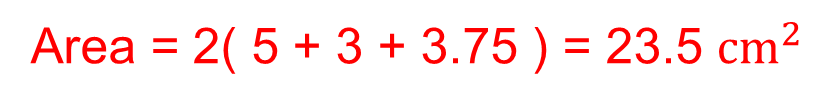 Area = 2( 5 + 3 + 3.75 ) = 23.5 cm²